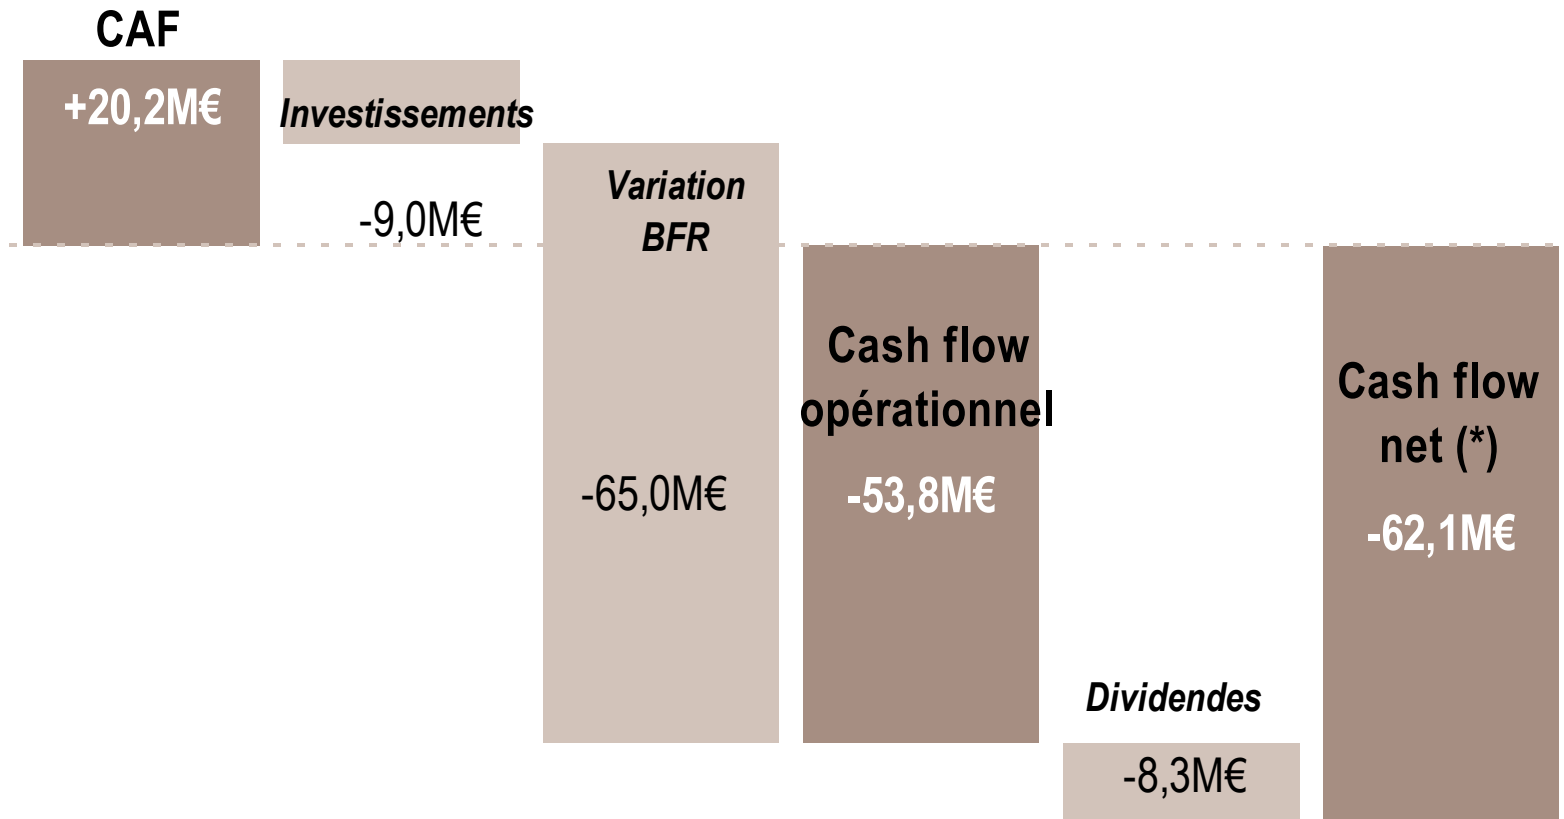 CAF
+20,2M€
Investissements
-9,0M€
Variation
BFR
-65,0M€
Cash flow
opérationnel
-53,8M€
Dividendes
-8,3M€
Cash flow
net (*)
-62,1M€